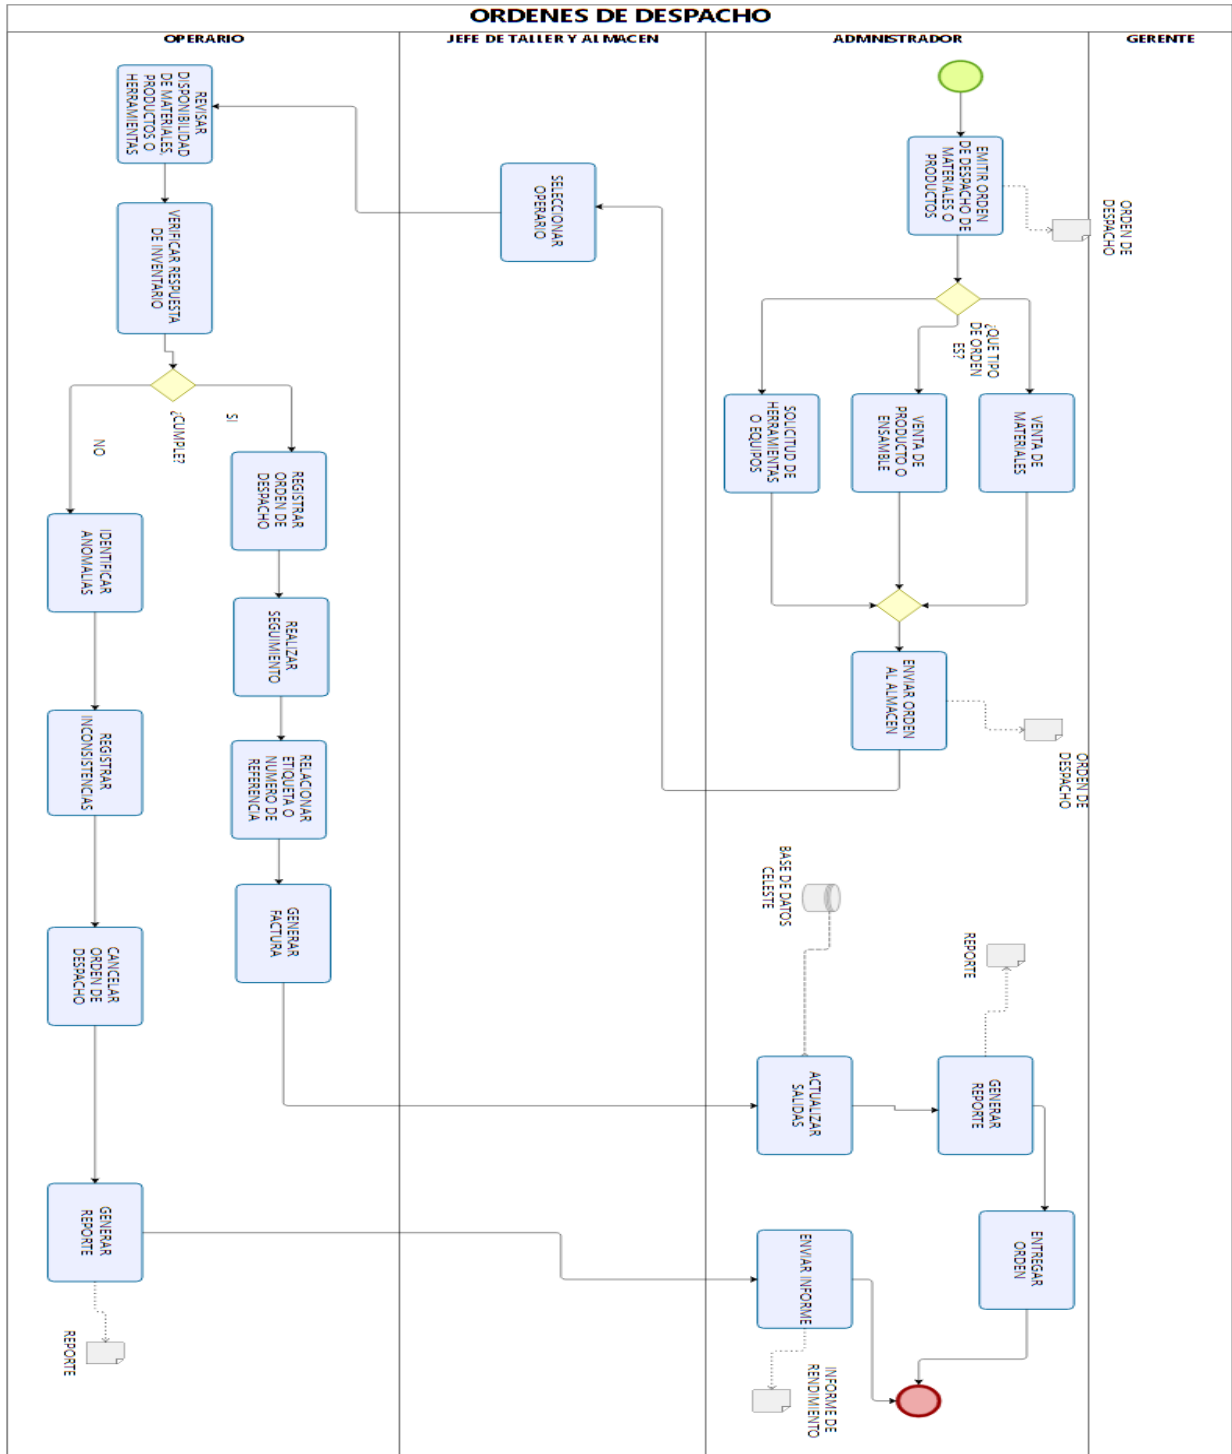 ORDENES DE DESPACHO
OPERARIO
JEFE DE TALLER Y ALMACEN
ADMNISTRADOR
GERENTE
EMITIR ORDEN
DE DESPACHO DE
MATERIALES O
PRODUCTOS
ORDEN DE
DESPACHO
¿QUE TIPO
DE ORDEN
ES?
VENTA DE
MATERIALES
VENTA DE
PRODUCTO O
ENSAMBLE
SOLICITUD DE
HERRAMIENTAS
O EQUIPOS
ENVIAR ORDEN
AL ALMACEN
ORDEN DE
DESPACHO
SELECCIONAR
OPERARIO
REVISAR
DISPONIBILIDAD
DE MATERIALES,
PRODUCTOS O
HERRAMIENTAS
VERIFICAR RESPUESTA
DE INVENTARIO
¿CUMPLE?
SI
NO
REGISTRAR
ORDEN DE
DESPACHO
REALIZAR
SEGUIMIENTO
RELACIONAR
ETIQUETA O
NUMERO DE
REFERENCIA
GENERAR
FACTURA
IDENTIFICAR
ANOMALIAS
REGISTRAR
INCONSISTENCIAS
CANCELAR
ORDEN DE
DESPACHO
GENERAR
REPORTE
REPORTE
BASE DE DATOS
CELESTE
ACTUALIZAR
SALIDAS
REPORTE
GENERAR
REPORTE
ENTREGAR
ORDEN
ENVIAR INFORME
INFORME DE
RENDIMIENTO